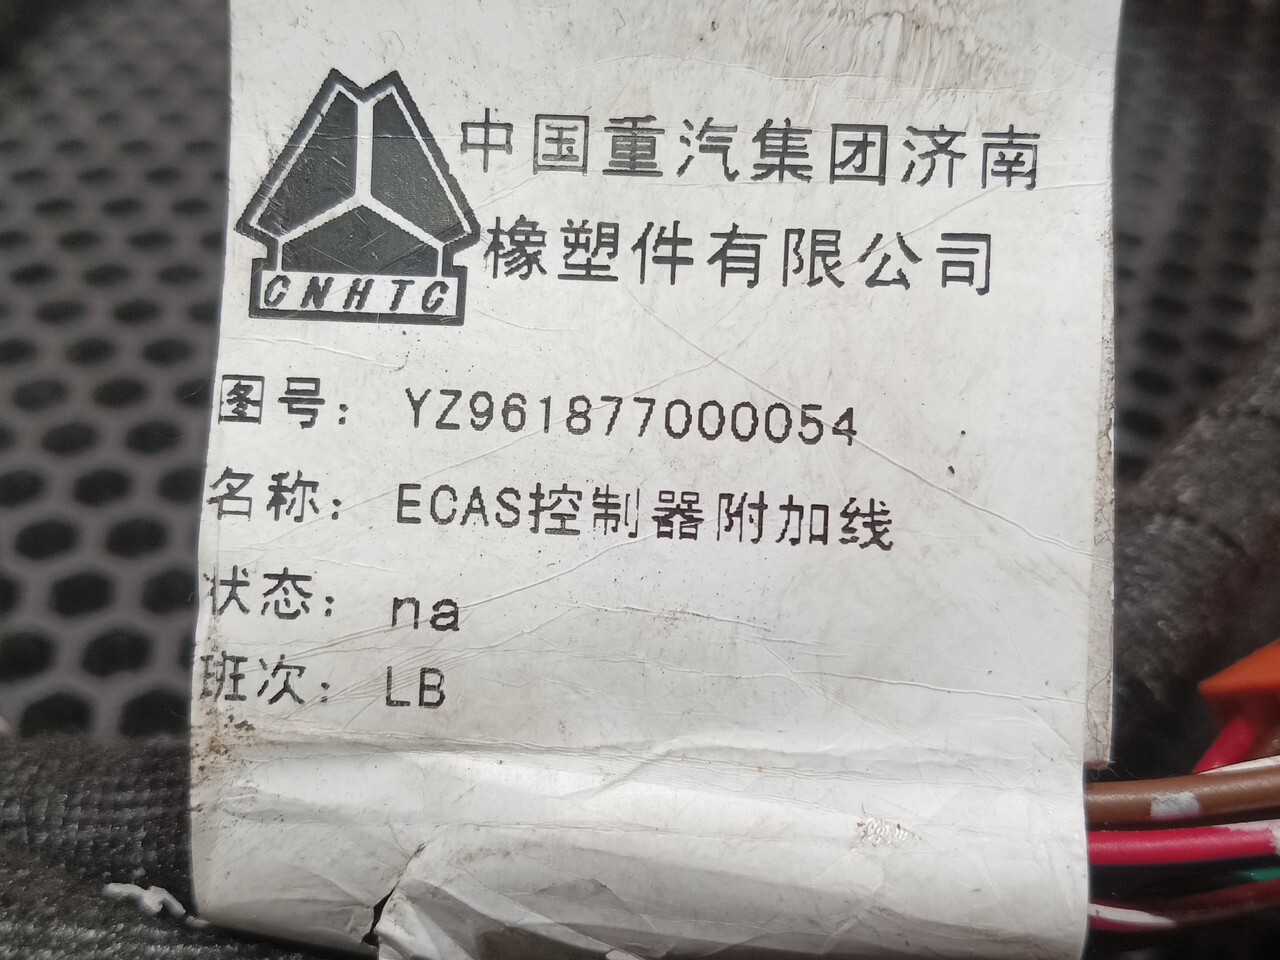 中国重汽集团济南
橡塑件有限公司
CNHTC
图号： YZ961877000054
名称： ECAS控制器附加线
状态： na
班次： LB